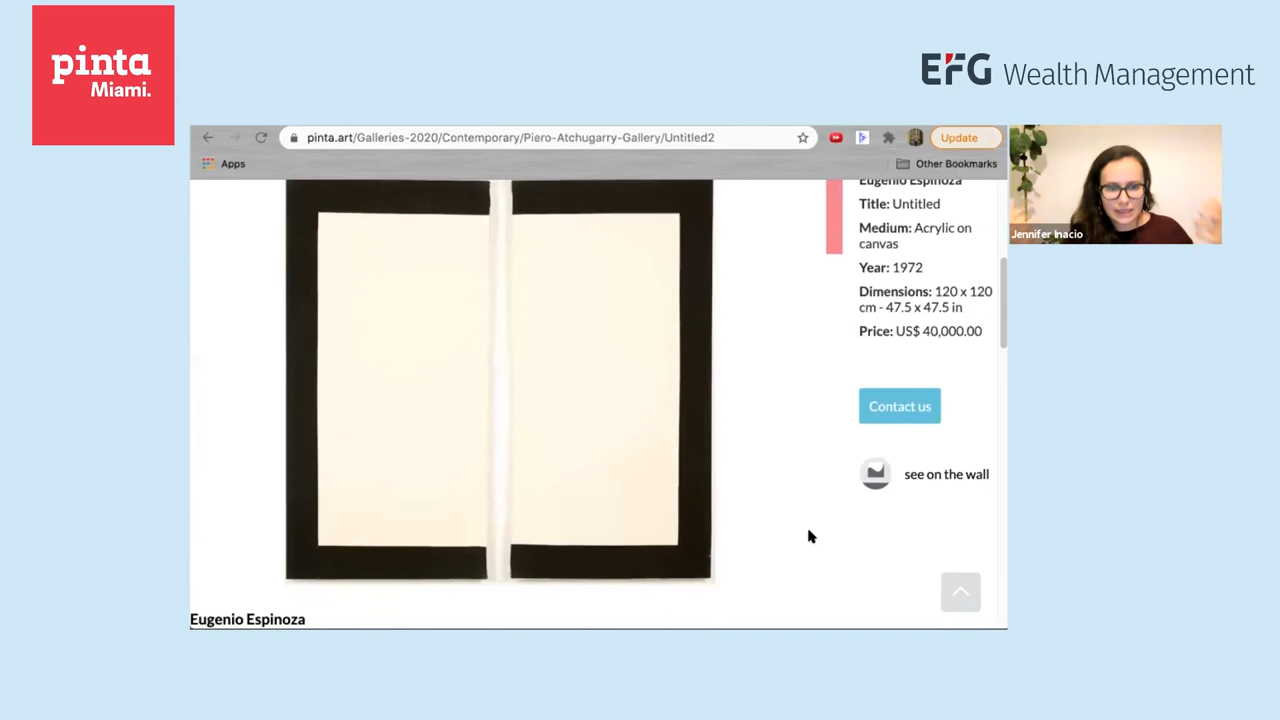 pinta
Miami.
EFG Wealth Management
pinta.art/Galleries-2020/Contemporary/Piero-Atchugarry-Gallery/Untitled2
Update
Apps
Other Bookmarks
Eugenio Espinoza
Title: Untitled
Medium: Acrylic on
canvas
Year: 1972
Dimensions: 120 x 120
cm - 47.5 x 47.5 in
Price: US$ 40,000.00
Contact us
see on the wall
Eugenio Espinoza
Jennifer Inacio